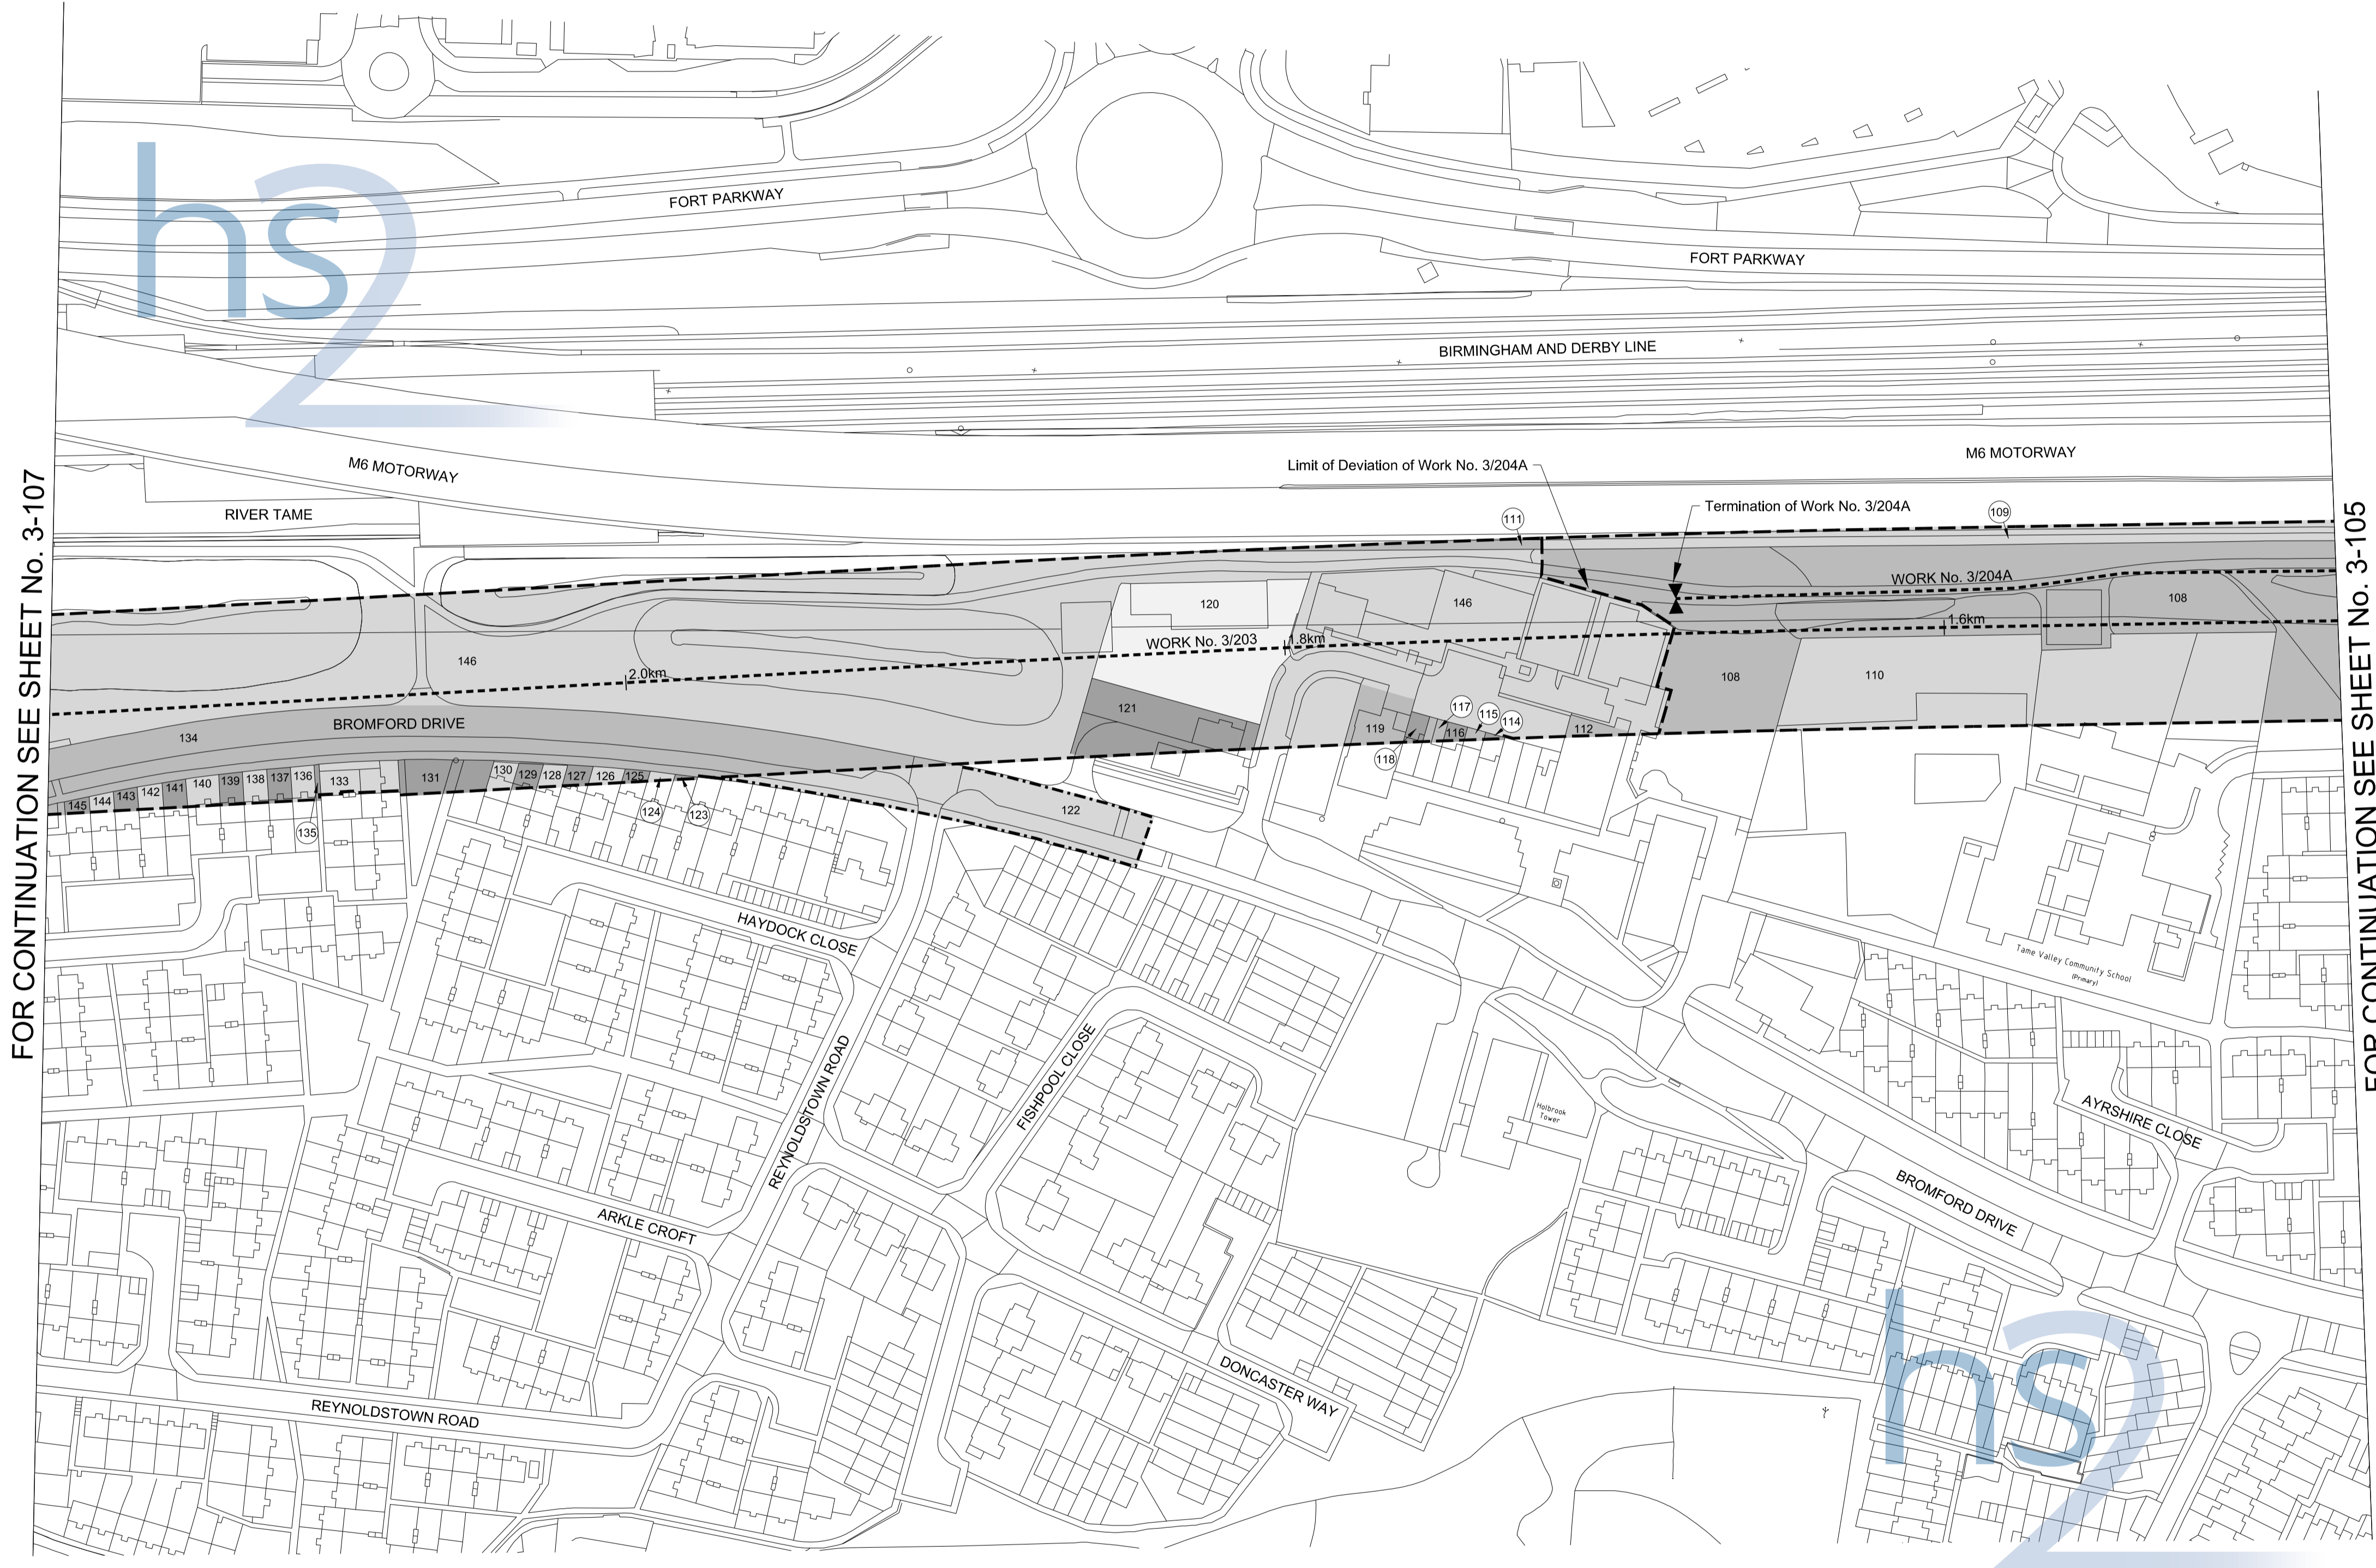 hs2
FORT PARKWAY
FORT PARKWAY
BIRMINGHAM AND DERBY LINE
M6 MOTORWAY
M6 MOTORWAY
Limit of Deviation of Work No. 3/204A
Termination of Work No. 3/204A
RIVER TAME
111
109
FOR CONTINUATION SEE SHEET No. 3-107
FOR CONTINUATION SEE SHEET No. 3-105
WORK No. 3/204A
120
146
108
WORK No. 3/203
1.8km
1.6km
146
2.0km
108
110
121
117
115
114
134
BROMFORD DRIVE
119
116
112
118
145
144
143
142
141
140
139
138
137
136
133
131
130
129
128
127
126
125
122
124
123
135
HAYDOCK CLOSE
Tame Valley Community School
(Primary)
REYNOLDSTOWN ROAD
FISHPOOL CLOSE
Holbrook
Tower
AYRSHIRE CLOSE
BROMFORD DRIVE
ARKLE CROFT
DONCASTER WAY
REYNOLDSTOWN ROAD
hs2